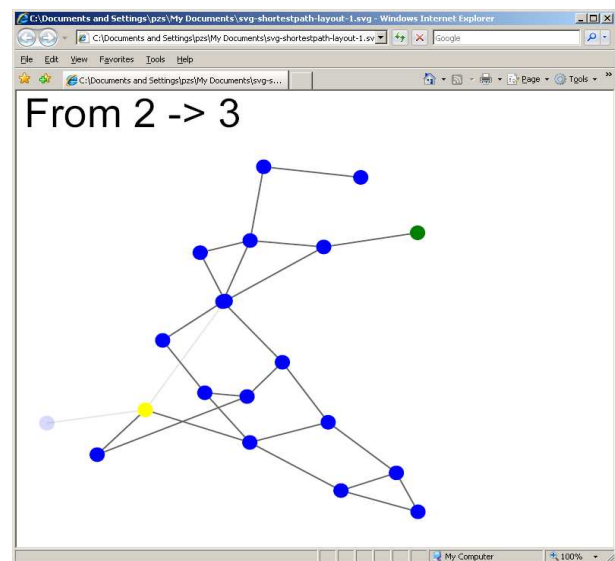 C:\Documents and Settings\pzs\My Documents\svg-shortestpath-layout-1.svg - Windows Internet Explorer
C:\Documents and Settings\pzs\My Documents\svg-shortestpath-layout-1.sv
Google
File Edit View Favorites Tools Help
C:\Documents and Settings\pzs\My Documents\svg-s...
Page
Tools
»
From 2 -> 3
My Computer
100%